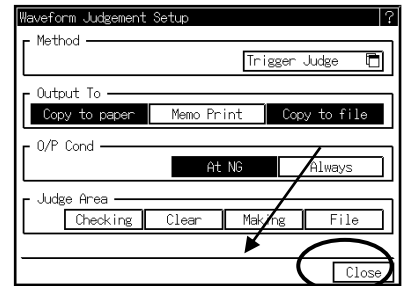 Waveform Judgement Setup ?
Method
Trigger Judge
Output To
Copy to paper Memo Print Copy to file
O/P Cond
At NG Always
Judge Area
Checking Clear Making File
Close